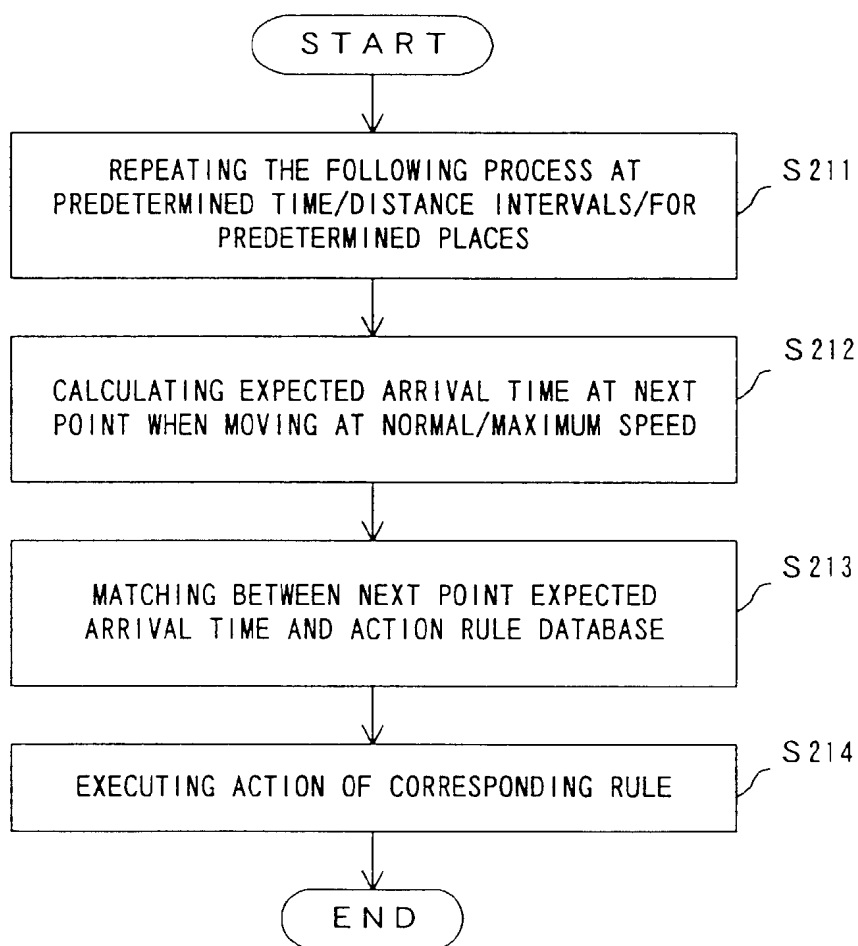 START
REPEATING THE FOLLOWING PROCESS AT
PREDETERMINED TIME/DISTANCE INTERVALS/FOR
PREDETERMINED PLACES
S211
CALCULATING EXPECTED ARRIVAL TIME AT NEXT
POINT WHEN MOVING AT NORMAL/MAXIMUM SPEED
S212
MATCHING BETWEEN NEXT POINT EXPECTED
ARRIVAL TIME AND ACTION RULE DATABASE
S213
EXECUTING ACTION OF CORRESPONDING RULE
S214
END